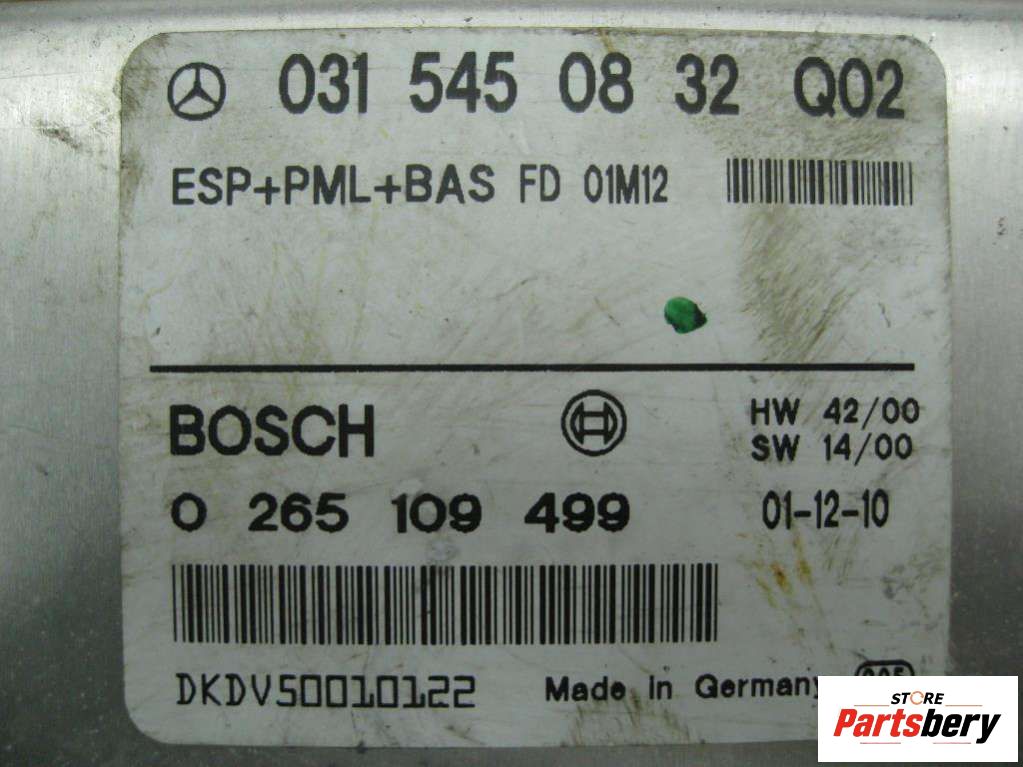 031 545 08 32 Q02
ESP+PML+BAS FD 01M12
BOSCH
HW 42/00
SW 14/00
0 265 109 499
01-12-10
DKDV50010122
Made in Germany
STORE
Partsbery